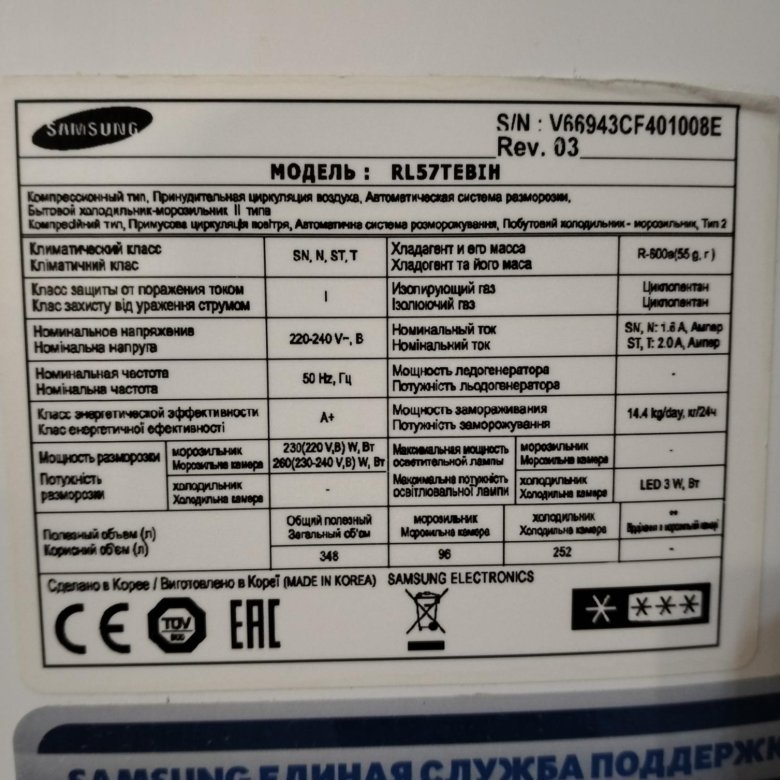 SAMSUNG
S/N : V66943CF401008E
Rev. 03
МОДЕЛЬ : RL57TEBIH
Компрессионный тип, Принудительная циркуляция воздуха, Автоматическая система разморозки,
Бытовой холодильник-морозильник II типа
Компресійний тип, Примусова циркуляція повітря, Автоматична система розморожування, Побутовий холодильник - морозильник, Тип 2
Климатический класс
Кліматичний клас
SN, N, ST, T
Хладагент и его масса
Хладогент та його маса
R-600a(55 g, г)
Класс защиты от поражения током
Клас захисту від ураження струмом
I
Изолирующий газ
Ізолюючий газ
Циклопентан
Циклопентан
Номинальное напряжение
Номінальна напруга
220-240 V~, В
Номинальный ток
Номінальний ток
SN, N: 1.6 A, Ампер
ST, T: 2.0 A, Ампер
Номинальная частота
Номінальна частота
50 Hz, Гц
Мощность ледогенератора
Потужність льодогенератора
-
Класс энергетической эффективности
Клас енергетичної ефективності
A+
Мощность замораживания
Потужність заморожування
14.4 kg/day, кг/24ч
Мощность разморозки
Потужність
разморозки
морозильник
Морозильна камера
230(220 V,В) W, Вт
260(230-240 V,В) W, Вт
холодильник
Холодильна камера
-
Максимальная мощность
осветительной лампы
Максимальна потужність
освітлювальної лампи
морозильник
Морозильна камера
-
холодильник
Холодильна камера
LED 3 W, Вт
Полезный объем (л)
Корисний об'єм (л)
Общий полезный
Загальный об'єм
348
морозильник
Морозильна камера
96
холодильник
Холодильна камера
252
**
-
Сделано в Корее / Виготовлено в Кореї (MADE IN KOREA) SAMSUNG ELECTRONICS
CE
TÜV
EAC
SAMSUNG ЕДИНАЯ СЛУЖБА ПОДДЕРЖК